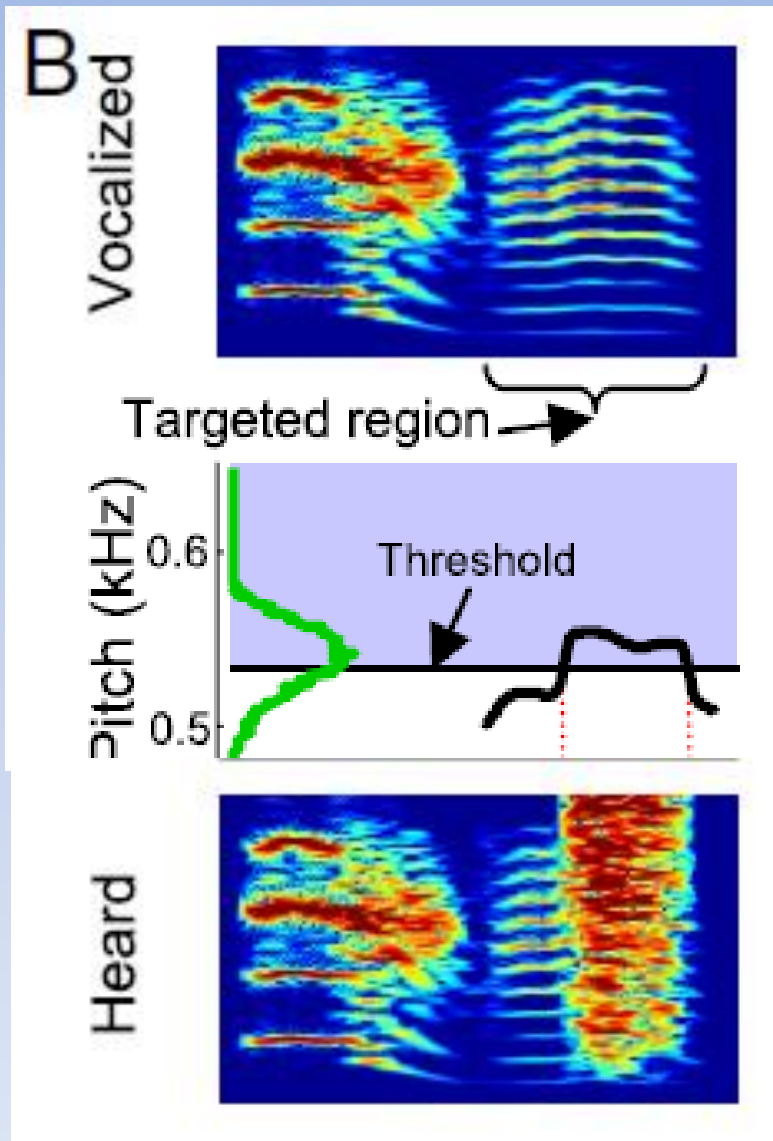 B
Vocalized
Targeted region
Pitch (kHz)
0.6
Threshold
0.5
Heard